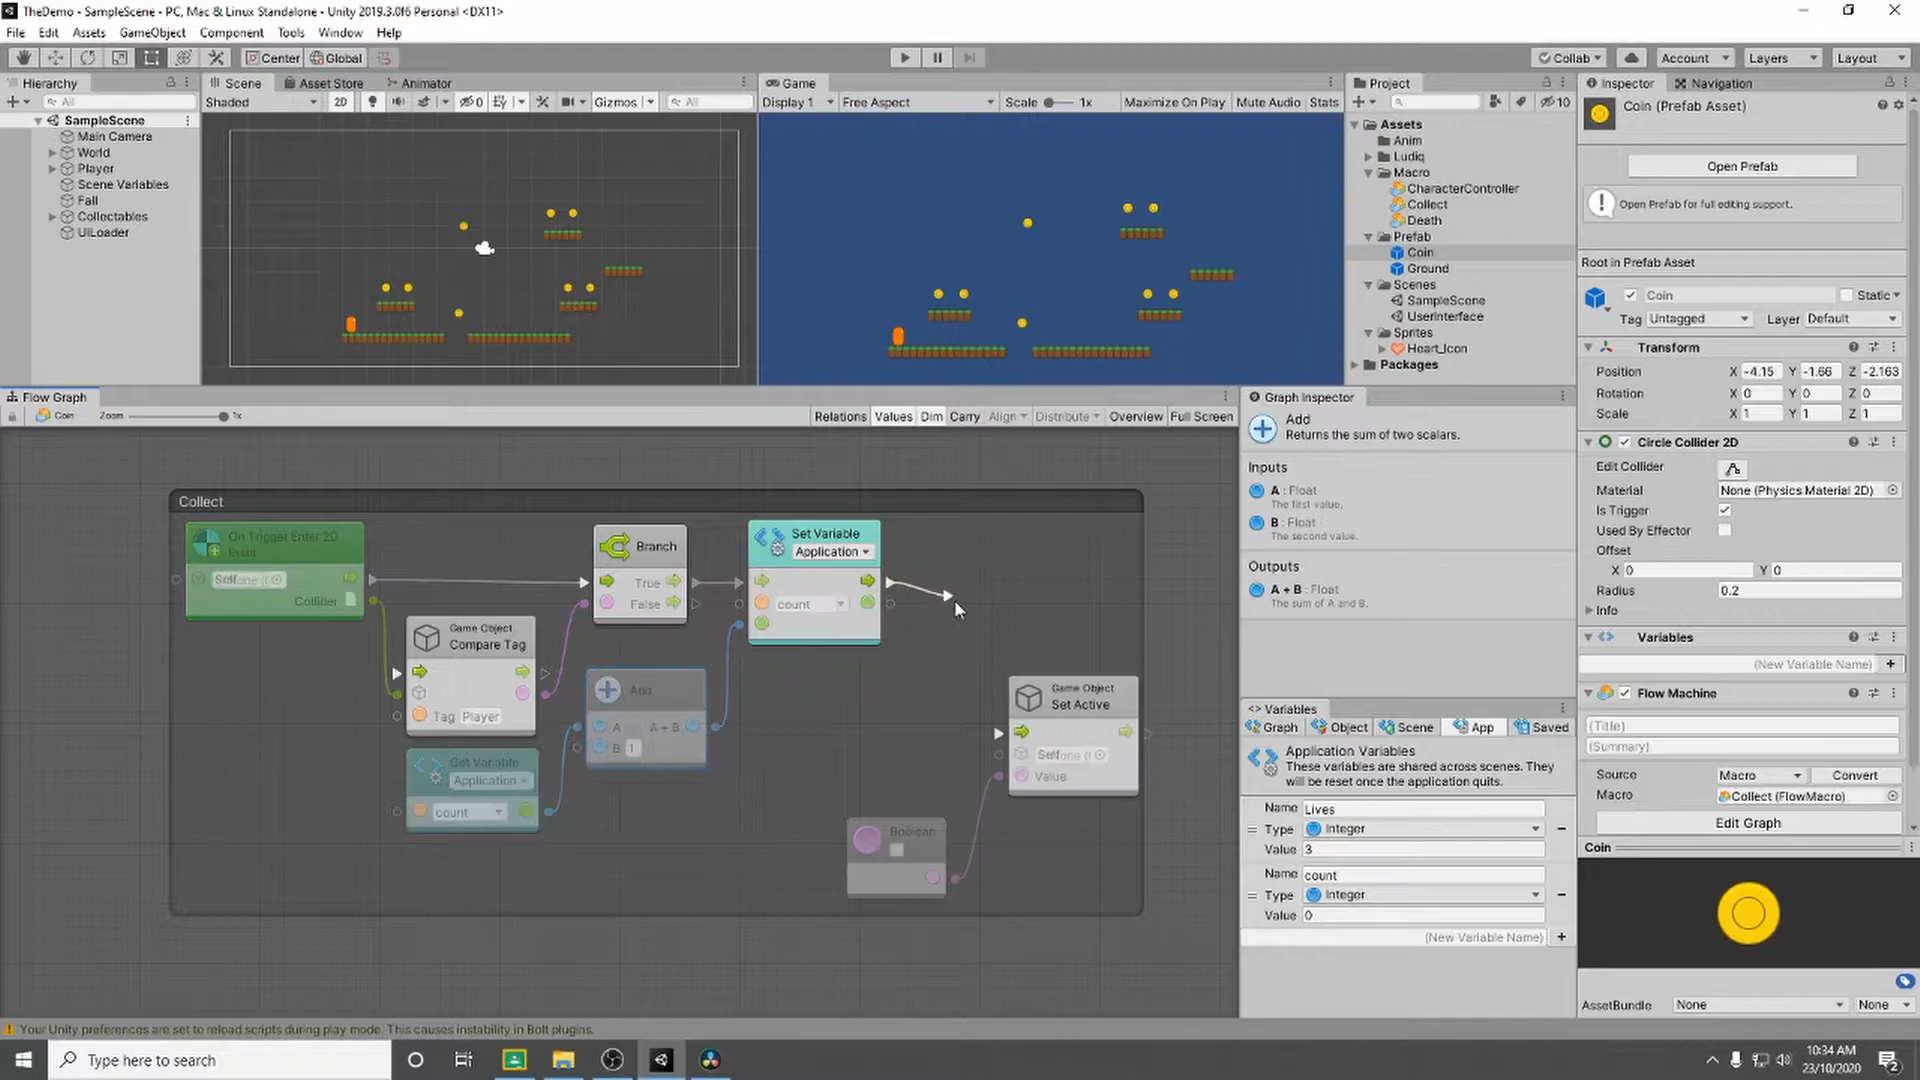 TheDemo - SampleScene - PC, Mac & Linux Standalone - Unity 2019.3.0f6 Personal <DX11>
File Edit Assets GameObject Component Tools Window Help
Center Global
Collab Account Layers Layout
Hierarchy
All
SampleScene
Main Camera
World
Player
Scene Variables
Fall
Collectables
UILoader
Scene Asset Store Animator
Shaded 2D 0 Gizmos All
Game
Display 1 Free Aspect Scale 1x Maximize On Play Mute Audio Stats
Project
10
Assets
Anim
Ludiq
Macro
CharacterController
Collect
Death
Prefab
Coin
Ground
Scenes
SampleScene
UserInterface
Sprites
Heart_Icon
Packages
Inspector Navigation
Coin (Prefab Asset)
Open Prefab
Open Prefab for full editing support.
Root in Prefab Asset
Coin Static
Tag Untagged Layer Default
Transform
Position X -4.15 Y -1.66 Z -2.163
Rotation X 0 Y 0 Z 0
Scale X 1 Y 1 Z 1
Circle Collider 2D
Edit Collider
Material None (Physics Material 2D)
Is Trigger
Used By Effector
Offset
X 0 Y 0
Radius 0.2
Info
Variables
(New Variable Name)
Flow Machine
(Title)
(Summary)
Source Macro Convert
Macro Collect (FlowMacro)
Edit Graph
Coin
AssetBundle None None
Flow Graph
Coin Zoom 1x Relations Values Dim Carry Align Distribute Overview Full Screen
Collect
On Trigger Enter 2D
Event
Self
Collider
Game Object
Compare Tag
Tag Player
Get Variable
Application
count
Branch
True
False
Add
A A + B
B 1
Set Variable
Application
count
Game Object
Set Active
Self
Value
Boolean
Graph Inspector
Add
Returns the sum of two scalars.
Inputs
A : Float
The first value.
B : Float
The second value.
Outputs
A + B : Float
The sum of A and B.
Variables
Graph Object Scene App Saved
Application Variables
These variables are shared across scenes. They
will be reset once the application quits.
Name Lives
Type Integer
Value 3
Name count
Type Integer
Value 0
(New Variable Name)
Your Unity preferences are set to reload scripts during play mode. This causes instability in Bolt plugins.
Type here to search
10:34 AM
23/10/2020
2